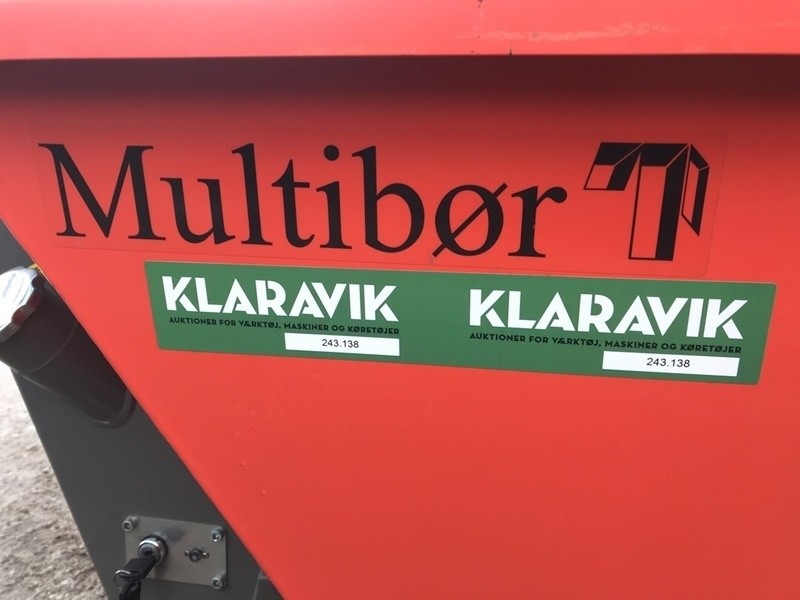 Multibør
KLARAVIK
AUKTIONER FOR VÆRKTØJ, MASKINER OG KØRETØJER
243.138
KLARAVIK
AUKTIONER FOR VÆRKTØJ, MASKINER OG KØRETØJER
243.138